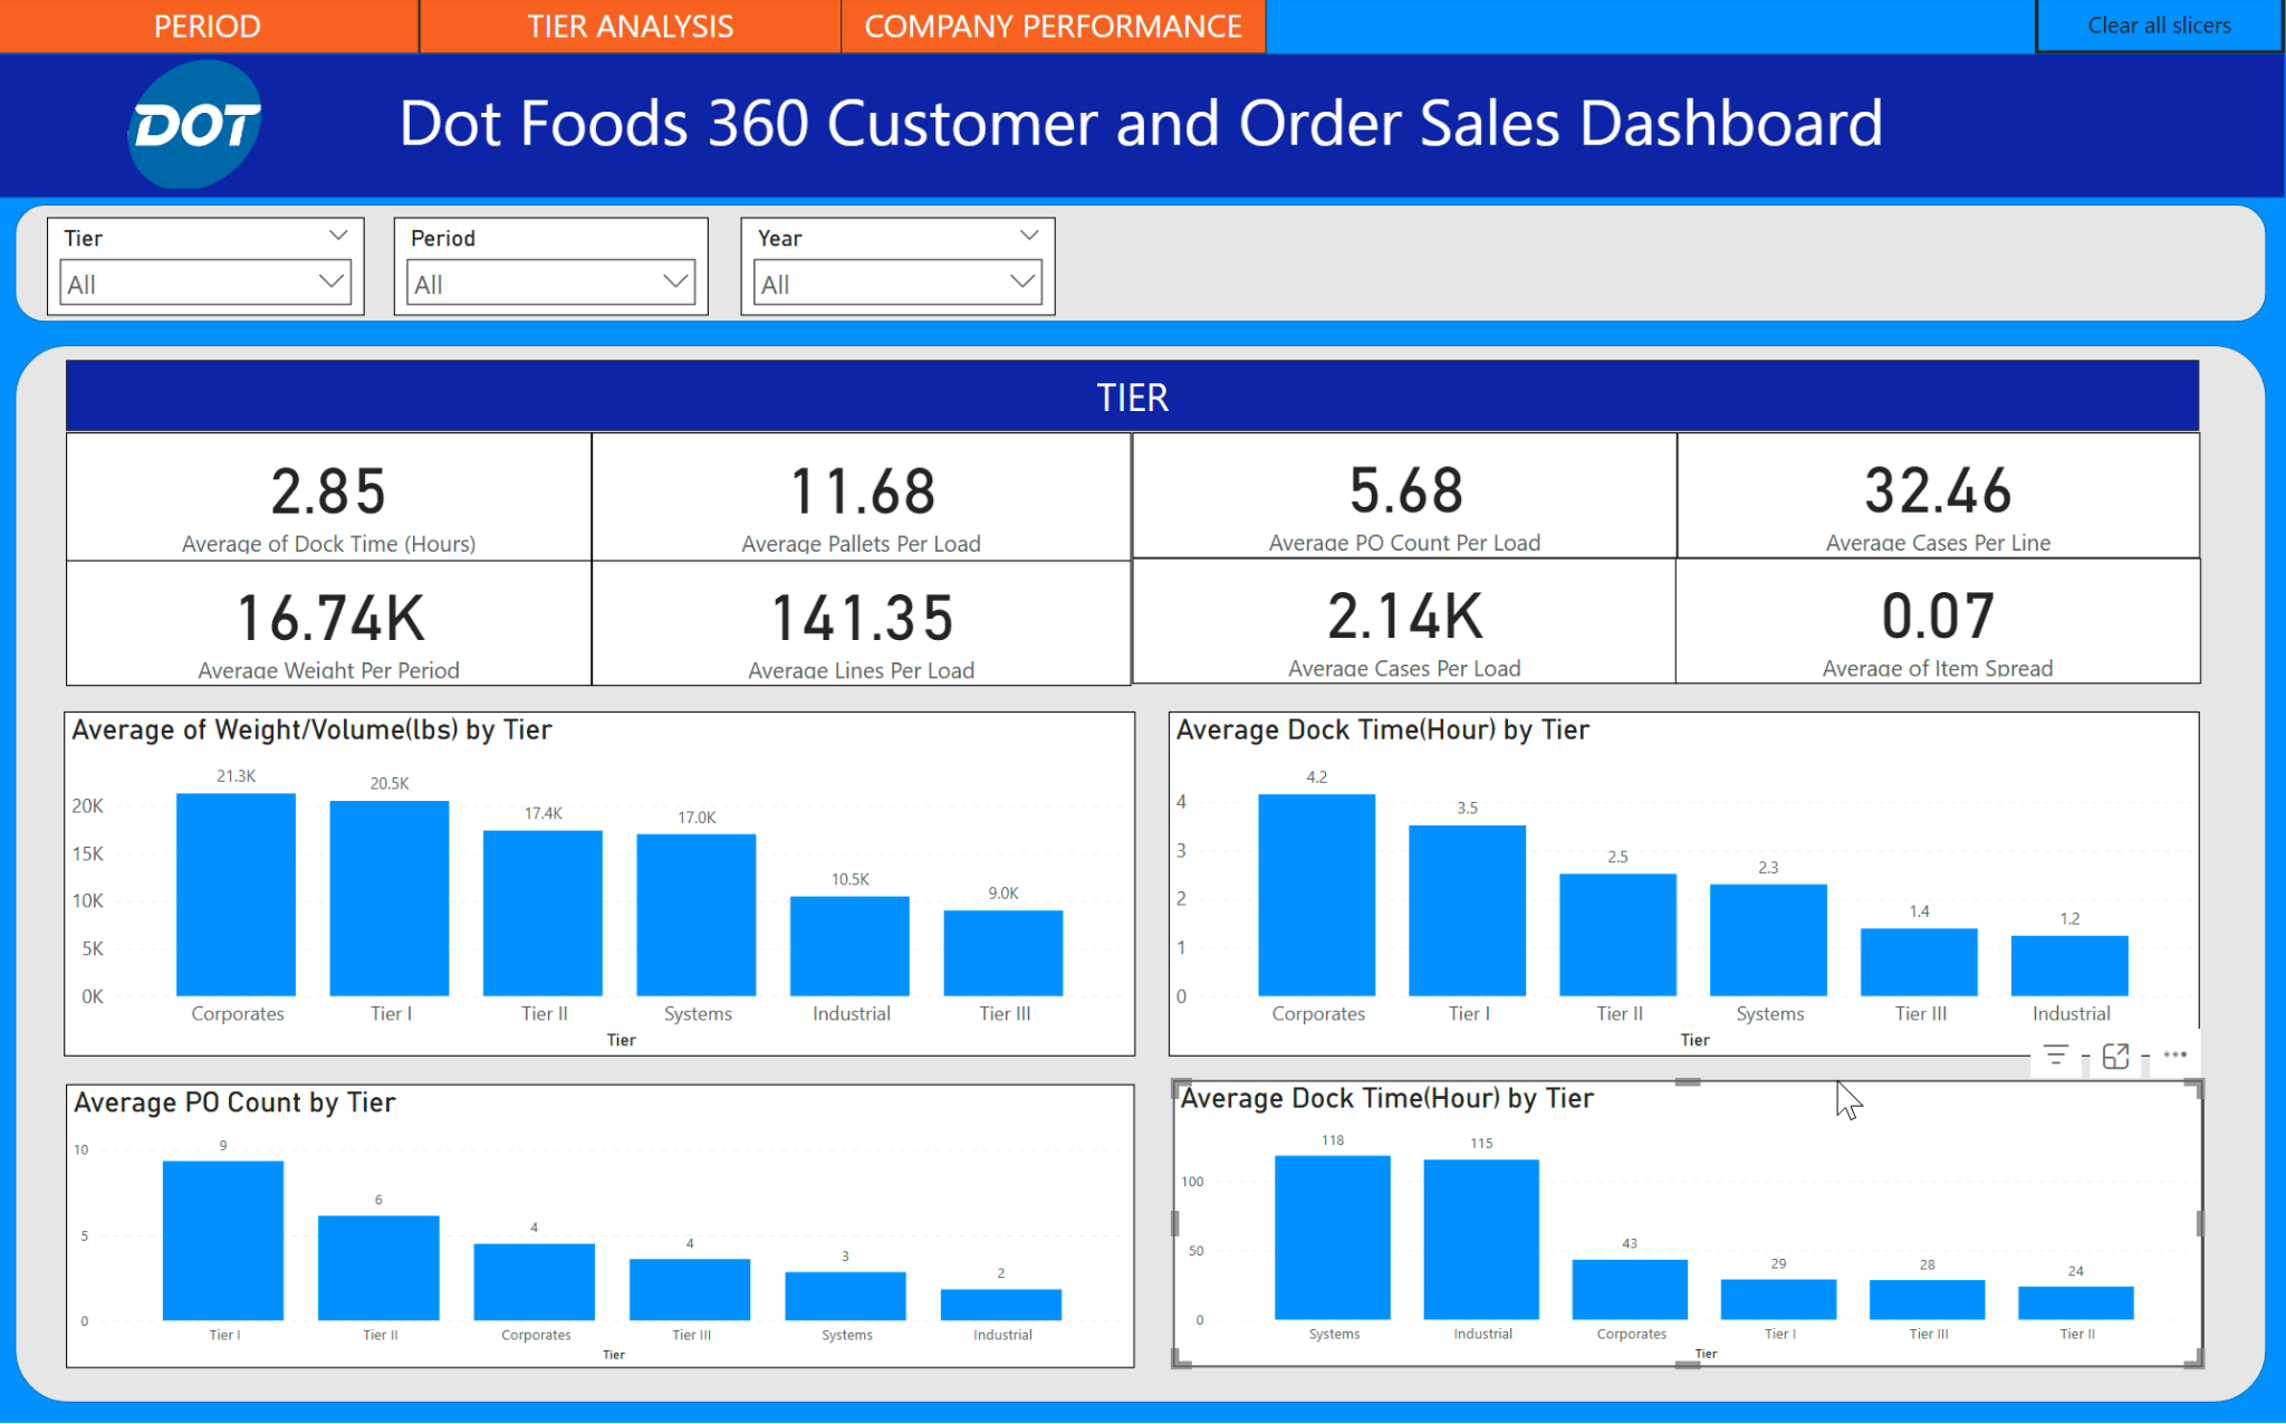 PERIOD
TIER ANALYSIS
COMPANY PERFORMANCE
Clear all slicers
DOT
Dot Foods 360 Customer and Order Sales Dashboard
Tier
All
Period
All
Year
All
TIER
2.85
Average of Dock Time (Hours)
11.68
Average Pallets Per Load
5.68
Average PO Count Per Load
32.46
Average Cases Per Line
16.74K
Average Weight Per Period
141.35
Average Lines Per Load
2.14K
Average Cases Per Load
0.07
Average of Item Spread
Average of Weight/Volume(lbs) by Tier
20K
15K
10K
5K
0K
21.3K
20.5K
17.4K
17.0K
10.5K
9.0K
Corporates
Tier I
Tier II
Systems
Industrial
Tier III
Tier
Average Dock Time(Hour) by Tier
4
3
2
1
0
4.2
3.5
2.5
2.3
1.4
1.2
Corporates
Tier I
Tier II
Systems
Tier III
Industrial
Tier
Average PO Count by Tier
10
5
0
9
6
4
4
3
2
Tier I
Tier II
Corporates
Tier III
Systems
Industrial
Tier
Average Dock Time(Hour) by Tier
100
50
0
118
115
43
29
28
24
Systems
Industrial
Corporates
Tier I
Tier III
Tier II
Tier